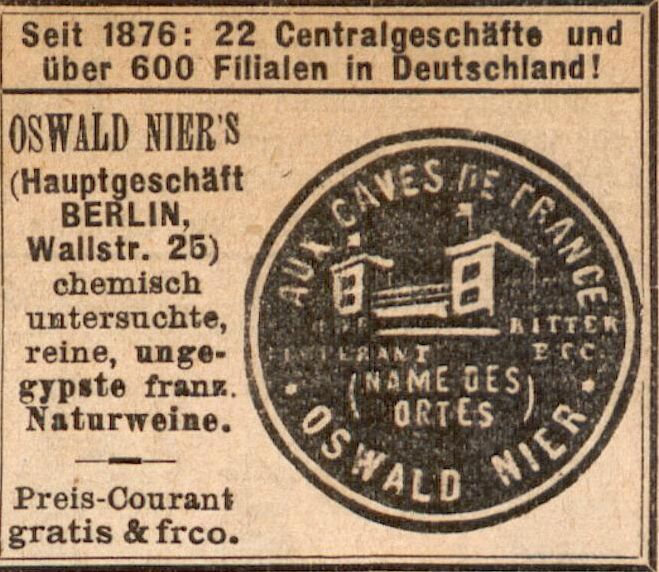 Seit 1876: 22 Centralgeschäfte und
über 600 Filialen in Deutschland!
OSWALD NIER'S
(Hauptgeschäft
BERLIN,
Wallstr. 25)
chemisch
untersuchte,
reine, unge-
gypste franz.
Naturweine.
Preis-Courant
gratis & frco.
AUX CAVES DE FRANCE
RITTER
ETC.
(NAME DES
ORTES)
OSWALD NIER